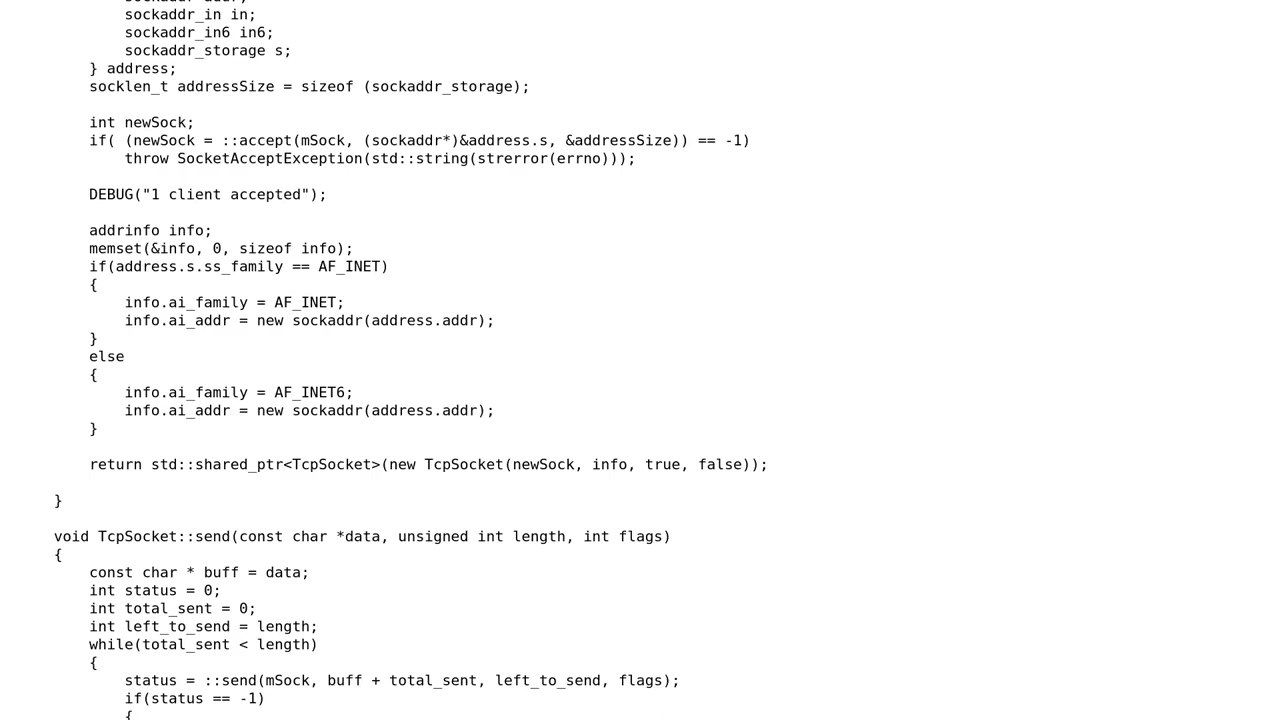 sockaddr addr;
sockaddr_in in;
sockaddr_in6 in6;
sockaddr_storage s;
} address;
socklen_t addressSize = sizeof (sockaddr_storage);
int newSock;
if( (newSock = ::accept(mSock, (sockaddr*)&address.s, &addressSize)) == -1)
throw SocketAcceptException(std::string(strerror(errno)));
DEBUG("1 client accepted");
addrinfo info;
memset(&info, 0, sizeof info);
if(address.s.ss_family == AF_INET)
{
info.ai_family = AF_INET;
info.ai_addr = new sockaddr(address.addr);
}
else
{
info.ai_family = AF_INET6;
info.ai_addr = new sockaddr(address.addr);
}
return std::shared_ptr<TcpSocket>(new TcpSocket(newSock, info, true, false));
}
void TcpSocket::send(const char *data, unsigned int length, int flags)
{
const char * buff = data;
int status = 0;
int total_sent = 0;
int left_to_send = length;
while(total_sent < length)
{
status = ::send(mSock, buff + total_sent, left_to_send, flags);
if(status == -1)
{